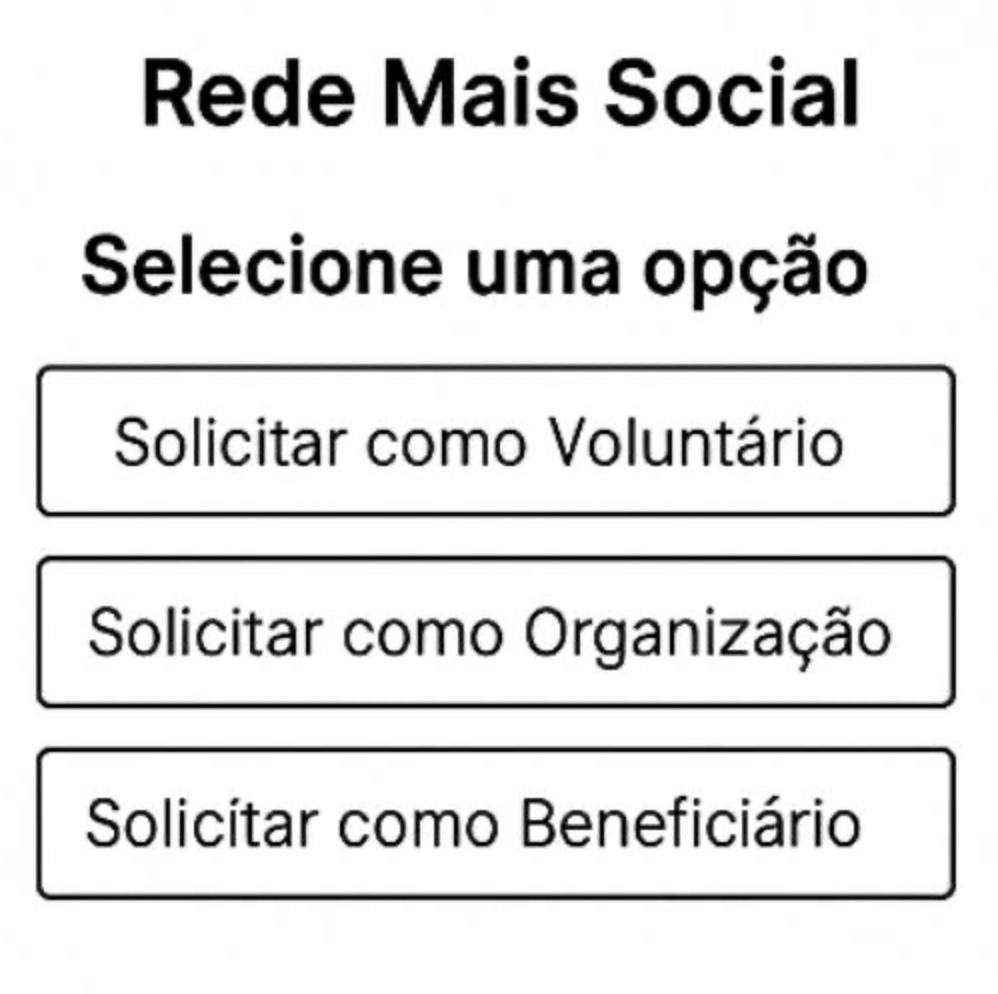 Rede Mais Social
Selecione uma opção
Solicitar como Voluntário
Solicitar como Organização
Solicítar como Beneficiário